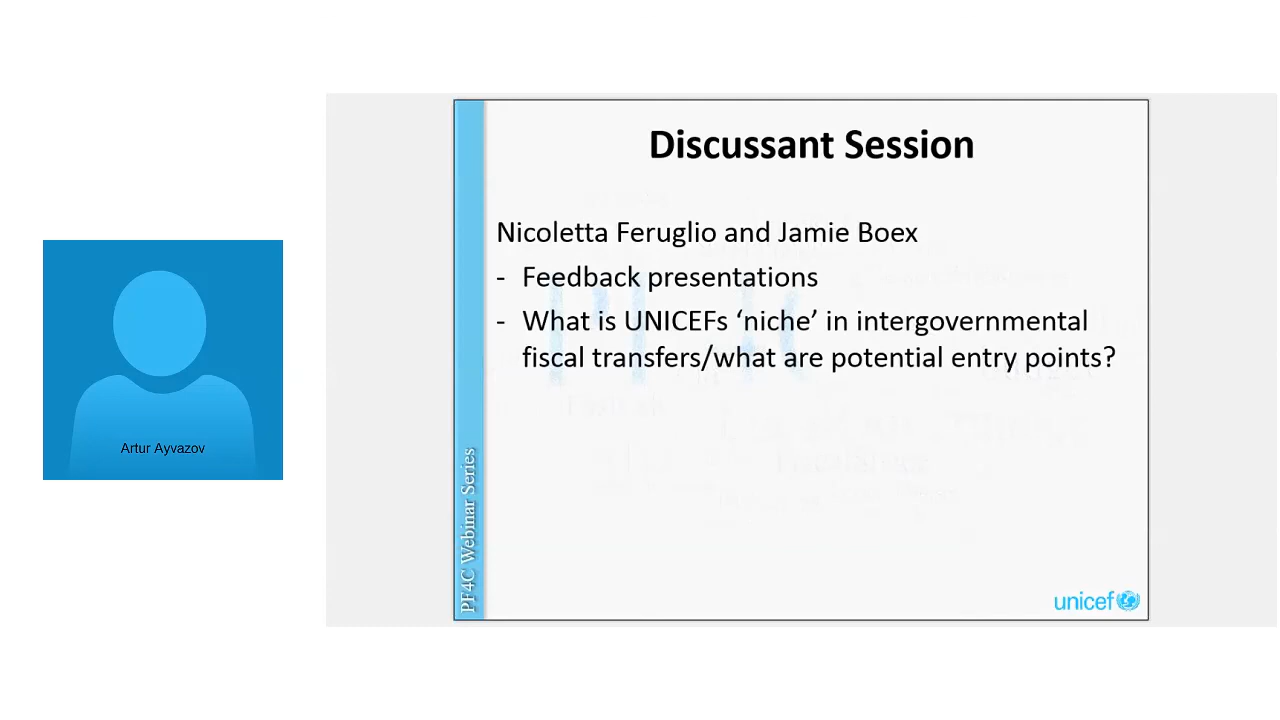 Discussant Session
Nicoletta Feruglio and Jamie Boex
- Feedback presentations
- What is UNICEFs ‘niche’ in intergovernmental
fiscal transfers/what are potential entry points?
Artur Ayvazov
PF4C Webinar Series
unicef